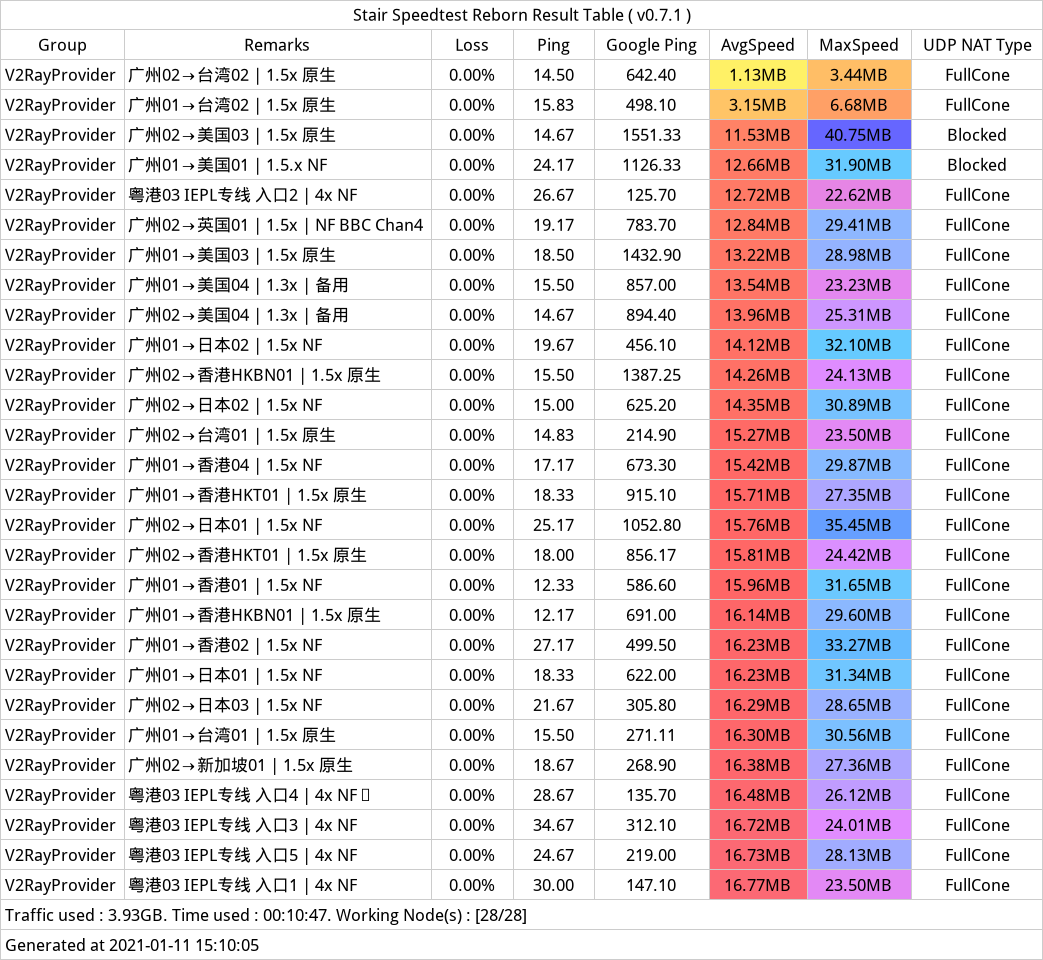 Stair Speedtest Reborn Result Table ( v0.7.1 )
Group Remarks Loss Ping Google Ping AvgSpeed MaxSpeed UDP NAT Type
V2RayProvider 广州02→台湾02 | 1.5x 原生 0.00% 14.50 642.40 1.13MB 3.44MB FullCone
V2RayProvider 广州01→台湾02 | 1.5x 原生 0.00% 15.83 498.10 3.15MB 6.68MB FullCone
V2RayProvider 广州02→美国03 | 1.5x 原生 0.00% 14.67 1551.33 11.53MB 40.75MB Blocked
V2RayProvider 广州01→美国01 | 1.5.x NF 0.00% 24.17 1126.33 12.66MB 31.90MB Blocked
V2RayProvider 粤港03 IEPL专线 入口2 | 4x NF 0.00% 26.67 125.70 12.72MB 22.62MB FullCone
V2RayProvider 广州02→英国01 | 1.5x | NF BBC Chan4 0.00% 19.17 783.70 12.84MB 29.41MB FullCone
V2RayProvider 广州01→美国03 | 1.5x 原生 0.00% 18.50 1432.90 13.22MB 28.98MB FullCone
V2RayProvider 广州01→美国04 | 1.3x | 备用 0.00% 15.50 857.00 13.54MB 23.23MB FullCone
V2RayProvider 广州02→美国04 | 1.3x | 备用 0.00% 14.67 894.40 13.96MB 25.31MB FullCone
V2RayProvider 广州01→日本02 | 1.5x NF 0.00% 19.67 456.10 14.12MB 32.10MB FullCone
V2RayProvider 广州02→香港HKBN01 | 1.5x 原生 0.00% 15.50 1387.25 14.26MB 24.13MB FullCone
V2RayProvider 广州02→日本02 | 1.5x NF 0.00% 15.00 625.20 14.35MB 30.89MB FullCone
V2RayProvider 广州02→台湾01 | 1.5x 原生 0.00% 14.83 214.90 15.27MB 23.50MB FullCone
V2RayProvider 广州01→香港04 | 1.5x NF 0.00% 17.17 673.30 15.42MB 29.87MB FullCone
V2RayProvider 广州01→香港HKT01 | 1.5x 原生 0.00% 18.33 915.10 15.71MB 27.35MB FullCone
V2RayProvider 广州02→日本01 | 1.5x NF 0.00% 25.17 1052.80 15.76MB 35.45MB FullCone
V2RayProvider 广州02→香港HKT01 | 1.5x 原生 0.00% 18.00 856.17 15.81MB 24.42MB FullCone
V2RayProvider 广州01→香港01 | 1.5x NF 0.00% 12.33 586.60 15.96MB 31.65MB FullCone
V2RayProvider 广州01→香港HKBN01 | 1.5x 原生 0.00% 12.17 691.00 16.14MB 29.60MB FullCone
V2RayProvider 广州01→香港02 | 1.5x NF 0.00% 27.17 499.50 16.23MB 33.27MB FullCone
V2RayProvider 广州01→日本01 | 1.5x NF 0.00% 18.33 622.00 16.23MB 31.34MB FullCone
V2RayProvider 广州02→日本03 | 1.5x NF 0.00% 21.67 305.80 16.29MB 28.65MB FullCone
V2RayProvider 广州01→台湾01 | 1.5x 原生 0.00% 15.50 271.11 16.30MB 30.56MB FullCone
V2RayProvider 广州02→新加坡01 | 1.5x 原生 0.00% 18.67 268.90 16.38MB 27.36MB FullCone
V2RayProvider 粤港03 IEPL专线 入口4 | 4x NF 0.00% 28.67 135.70 16.48MB 26.12MB FullCone
V2RayProvider 粤港03 IEPL专线 入口3 | 4x NF 0.00% 34.67 312.10 16.72MB 24.01MB FullCone
V2RayProvider 粤港03 IEPL专线 入口5 | 4x NF 0.00% 24.67 219.00 16.73MB 28.13MB FullCone
V2RayProvider 粤港03 IEPL专线 入口1 | 4x NF 0.00% 30.00 147.10 16.77MB 23.50MB FullCone
Traffic used : 3.93GB. Time used : 00:10:47. Working Node(s) : [28/28]
Generated at 2021-01-11 15:10:05